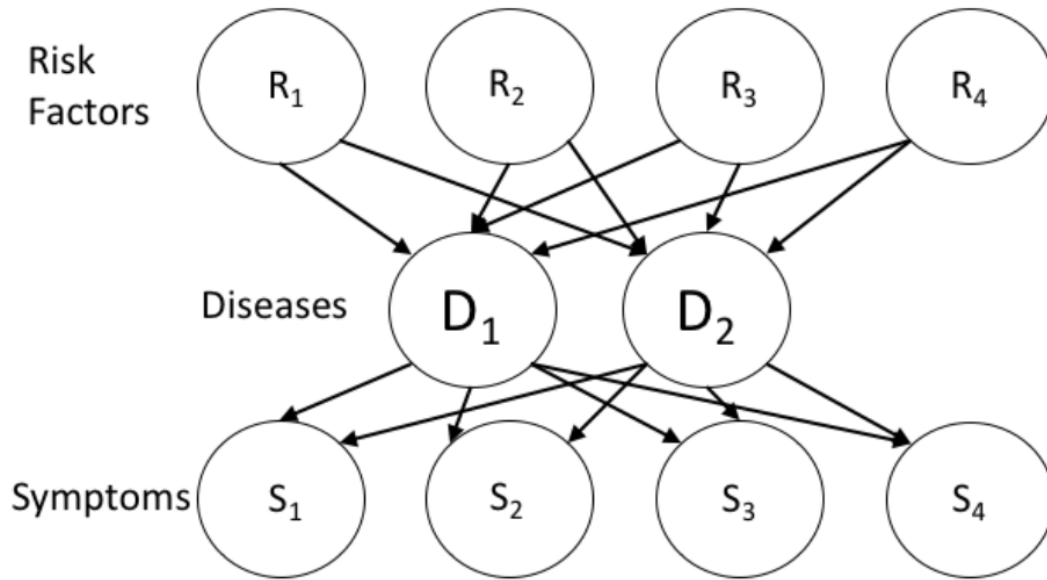 Risk
Factors
R₁ R₂ R₃ R₄
Diseases D₁ D₂
Symptoms S₁ S₂ S₃ S₄